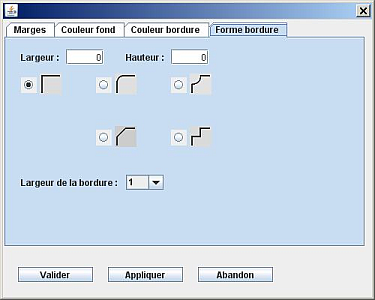 Marges Couleur fond Couleur bordure Forme bordure
Largeur : 0 Hauteur : 0
Largeur de la bordure : 1
Valider Appliquer Abandon